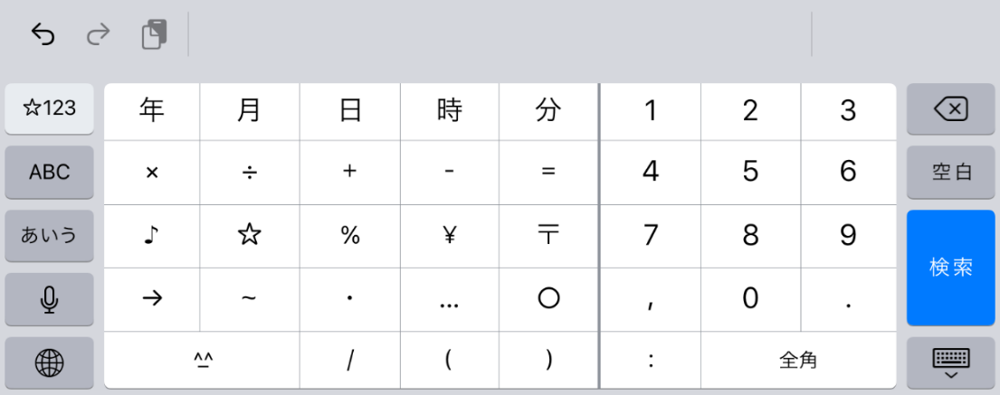 ☆123 年 月 日 時 分 1 2 3
ABC × ÷ + - = 4 5 6 空白
あいう ♪ ☆ % ¥ 〒 7 8 9 検索
→ ~ ・ … ○ , 0 .
^_^ / ( ) : 全角